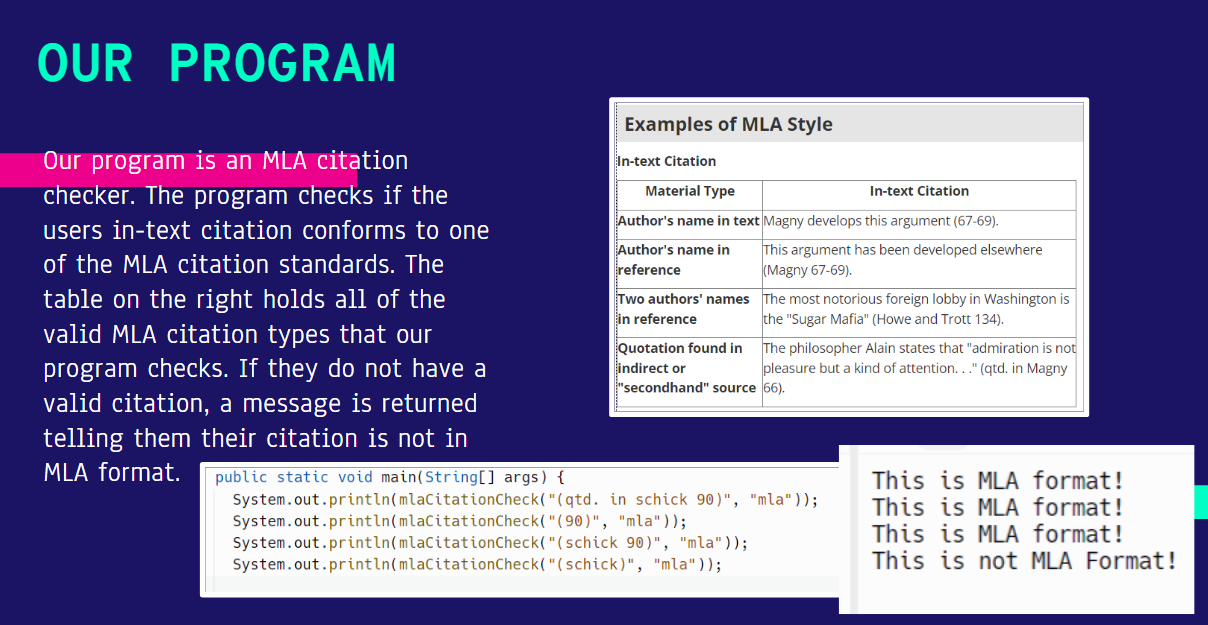 OUR PROGRAM
Our program is an MLA citation
checker. The program checks if the
users in-text citation conforms to one
of the MLA citation standards. The
table on the right holds all of the
valid MLA citation types that our
program checks. If they do not have a
valid citation, a message is returned
telling them their citation is not in
MLA format.
Examples of MLA Style
In-text Citation
Material Type In-text Citation
Author's name in text Magny develops this argument (67-69).
Author's name in
reference
This argument has been developed elsewhere
(Magny 67-69).
Two authors' names
in reference
The most notorious foreign lobby in Washington is
the "Sugar Mafia" (Howe and Trott 134).
Quotation found in
indirect or
"secondhand" source
The philosopher Alain states that "admiration is not
pleasure but a kind of attention. . ." (qtd. in Magny
66).
public static void main(String[] args) {
System.out.println(mlaCitationCheck("(qtd. in schick 90)", "mla"));
System.out.println(mlaCitationCheck("(90)", "mla"));
System.out.println(mlaCitationCheck("(schick 90)", "mla"));
System.out.println(mlaCitationCheck("(schick)", "mla"));
This is MLA format!
This is MLA format!
This is MLA format!
This is not MLA Format!